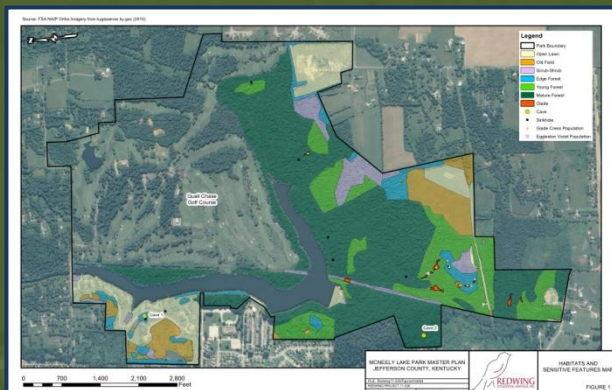 Source: FSA NAIP Ortho Imagery from kygeoserve.ky.gov (2010)
Legend
Park Boundary
Open Lawn
Old Field
Scrub-Shrub
Edge Forest
Young Forest
Mature Forest
Glade
Cave
Sinkhole
Glade Cress Population
Eggleston Violet Population
Quail Chase
Golf Course
Cave 1
Cave 2
0 700 1,400 2,100 2,800
Feet
MCNEELY LAKE PARK MASTER PLAN
JEFFERSON COUNTY, KENTUCKY
REDWING
HABITATS AND
SENSITIVE FEATURES MAP
FIGURE 1